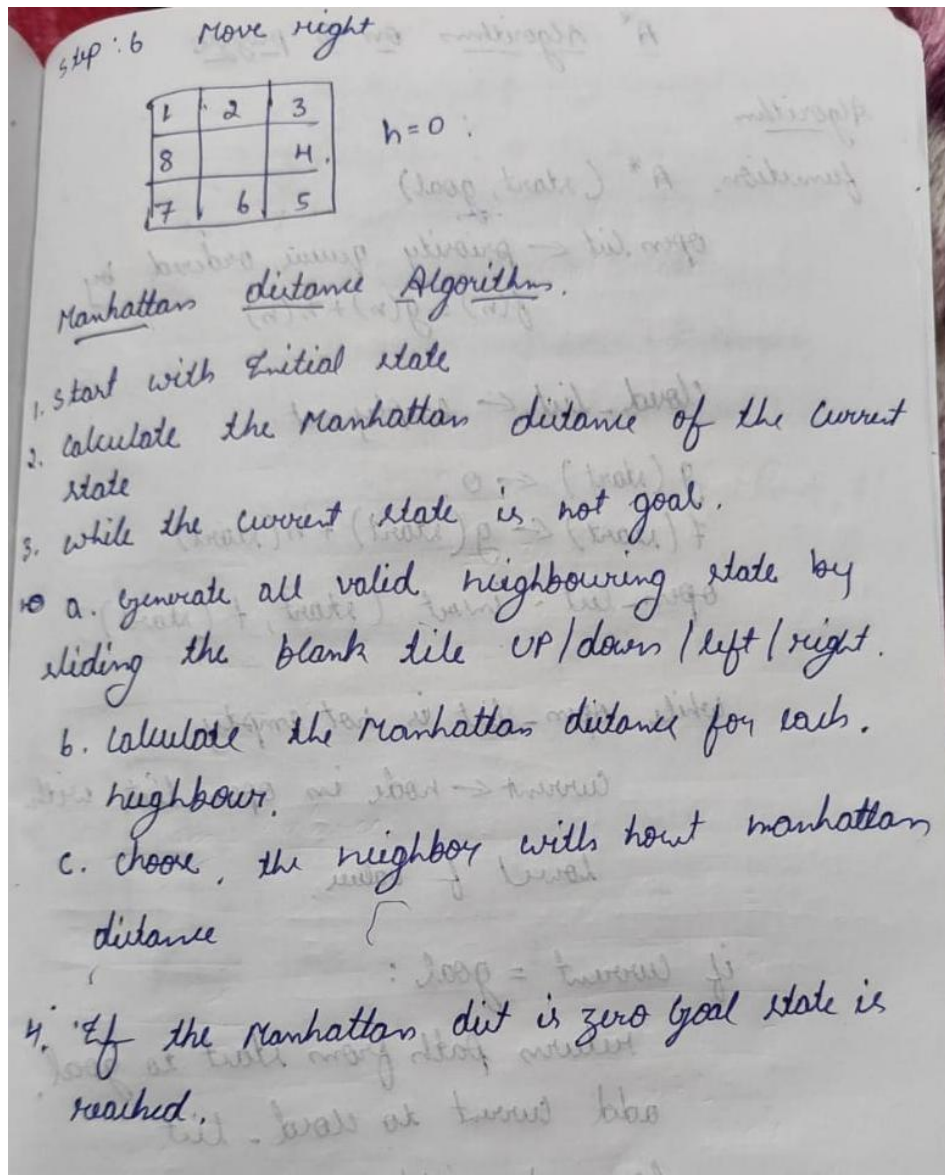 Step : 6 Move right
1 2 3
8 4
7 6 5
h = 0 :
Manhattan distance Algorithm.
1. Start with Initial state
2. Calculate the Manhattan distance of the current
state
3. while the current state is not goal.
a. Generate all valid neighbouring state by
sliding the blank tile UP/down/left/right.
b. Calculate the Manhattan distance for each.
neighbour.
c. choose, the neighbor with manhattan
distance
4. If the Manhattan dist is zero Goal state is
reached.